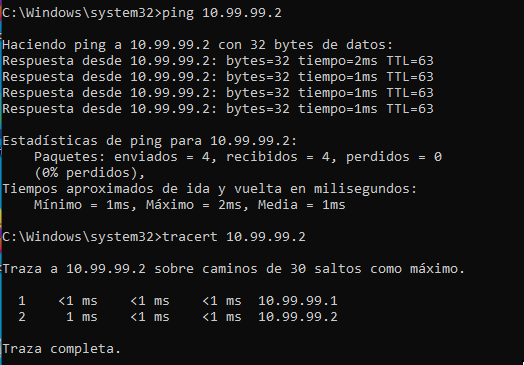 C:\Windows\system32>ping 10.99.99.2
Haciendo ping a 10.99.99.2 con 32 bytes de datos:
Respuesta desde 10.99.99.2: bytes=32 tiempo=2ms TTL=63
Respuesta desde 10.99.99.2: bytes=32 tiempo=1ms TTL=63
Respuesta desde 10.99.99.2: bytes=32 tiempo=1ms TTL=63
Respuesta desde 10.99.99.2: bytes=32 tiempo=1ms TTL=63
Estadísticas de ping para 10.99.99.2:
    Paquetes: enviados = 4, recibidos = 4, perdidos = 0
    (0% perdidos),
Tiempos aproximados de ida y vuelta en milisegundos:
    Mínimo = 1ms, Máximo = 2ms, Media = 1ms
C:\Windows\system32>tracert 10.99.99.2
Traza a 10.99.99.2 sobre caminos de 30 saltos como máximo.
  1    <1 ms    <1 ms    <1 ms  10.99.99.1
  2     1 ms    <1 ms    <1 ms  10.99.99.2
Traza completa.